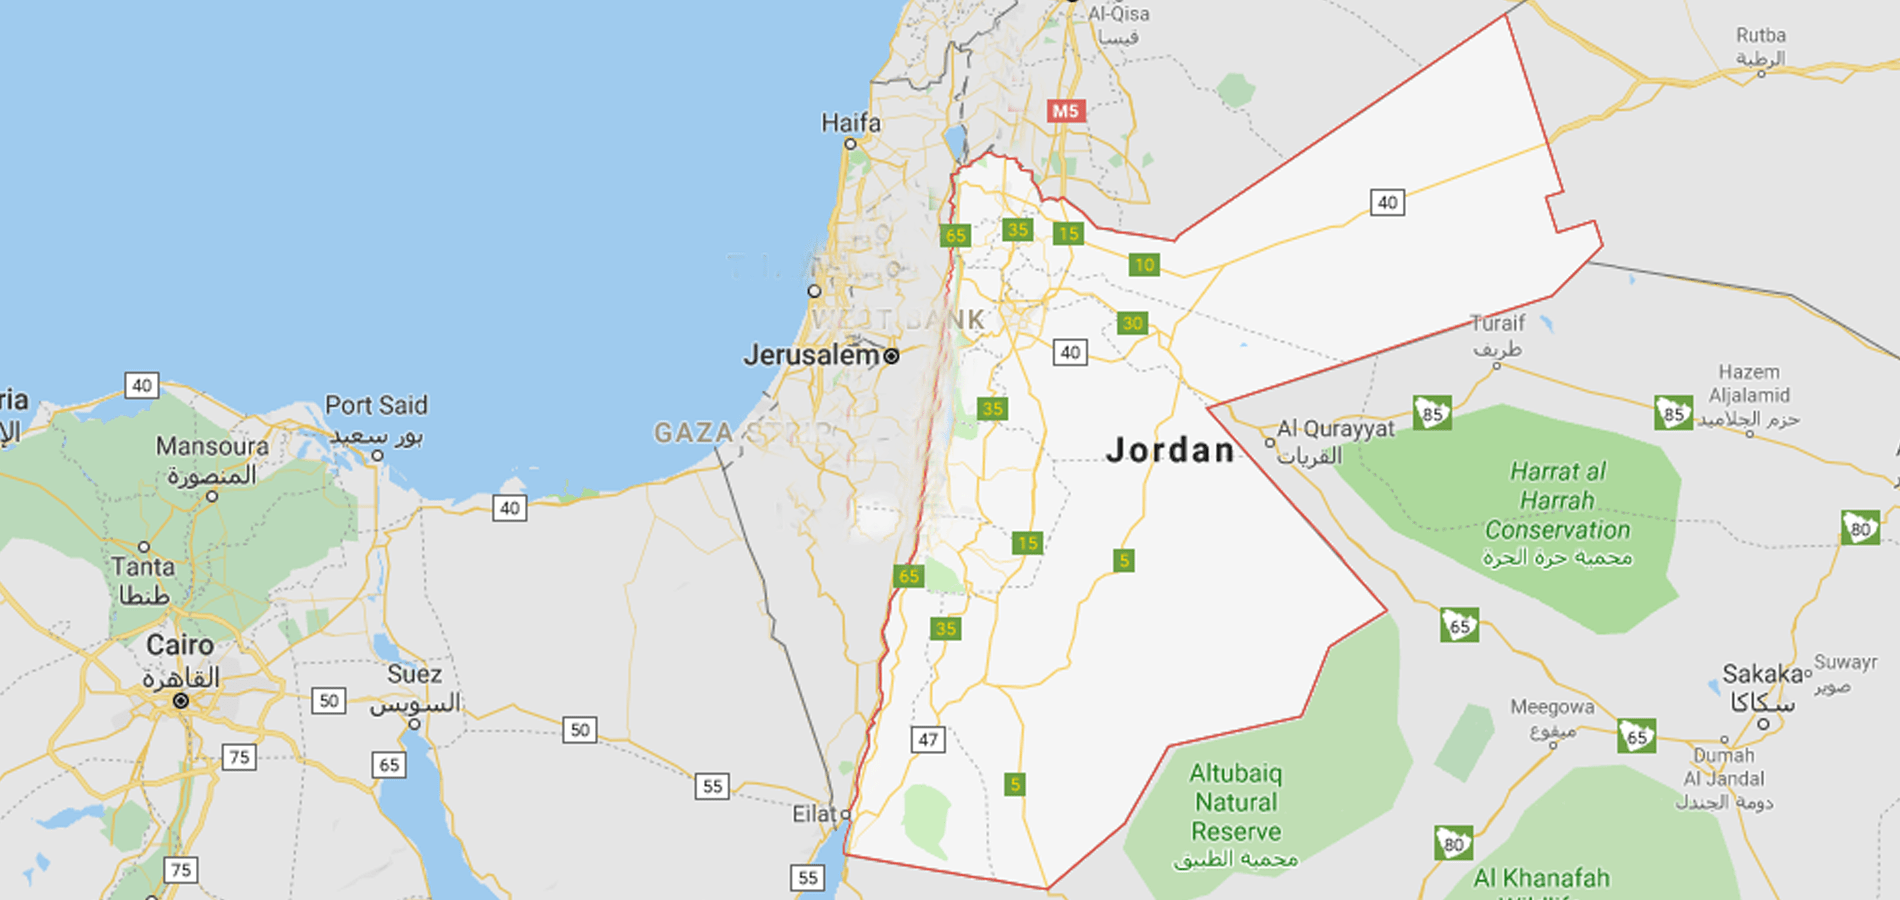 Al-Qisa
قيسا
Rutba
الرطبة
M5
Haifa
40
65
35
15
10
WEST BANK
30
Jerusalem
40
Turaif
طريف
Hazem
Aljalamid
حزم الجلاميد
40
ria
الإ
Port Said
بور سعيد
Mansoura
المنصورة
GAZA STRIP
35
Jordan
Al Qurayyat
القريات
85
85
Harrat al
Harrah
Conservation
محمية حرة الحرة
80
40
15
5
65
Tanta
طنطا
35
65
Cairo
القاهرة
Suez
السويس
50
50
75
65
55
47
5
Eilat
Sakaka
سكاكا
Suwayr
صوير
Meegowa
ميقوع
65
Dumah
Al Jandal
دومة الجندل
Altubaiq
Natural
Reserve
محمية الطبيق
80
75
55
Al Khanafah